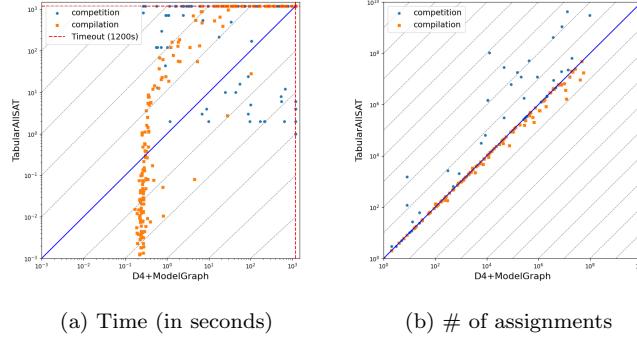 competition
compilation
Timeout (1200s)
TabularAllSAT
10³
10²
10¹
10⁰
10⁻¹
10⁻²
10⁻³
10⁻³ 10⁻² 10⁻¹ 10⁰ 10¹ 10² 10³
D4+ModelGraph
(a) Time (in seconds)
competition
compilation
TabularAllSAT
10¹⁰
10⁸
10⁶
10⁴
10²
10⁰
10⁰ 10² 10⁴ 10⁶ 10⁸ 10¹⁰
D4+ModelGraph
(b) # of assignments